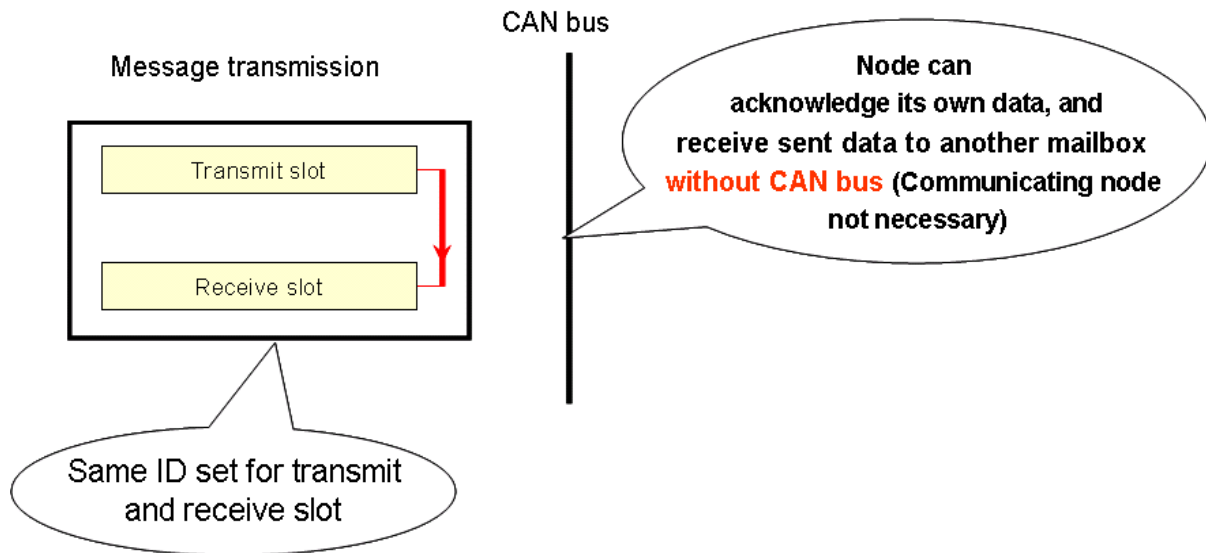 CAN bus
Message transmission
Transmit slot
Receive slot
Node can
acknowledge its own data, and
receive sent data to another mailbox
without CAN bus (Communicating node
not necessary)
Same ID set for transmit
and receive slot